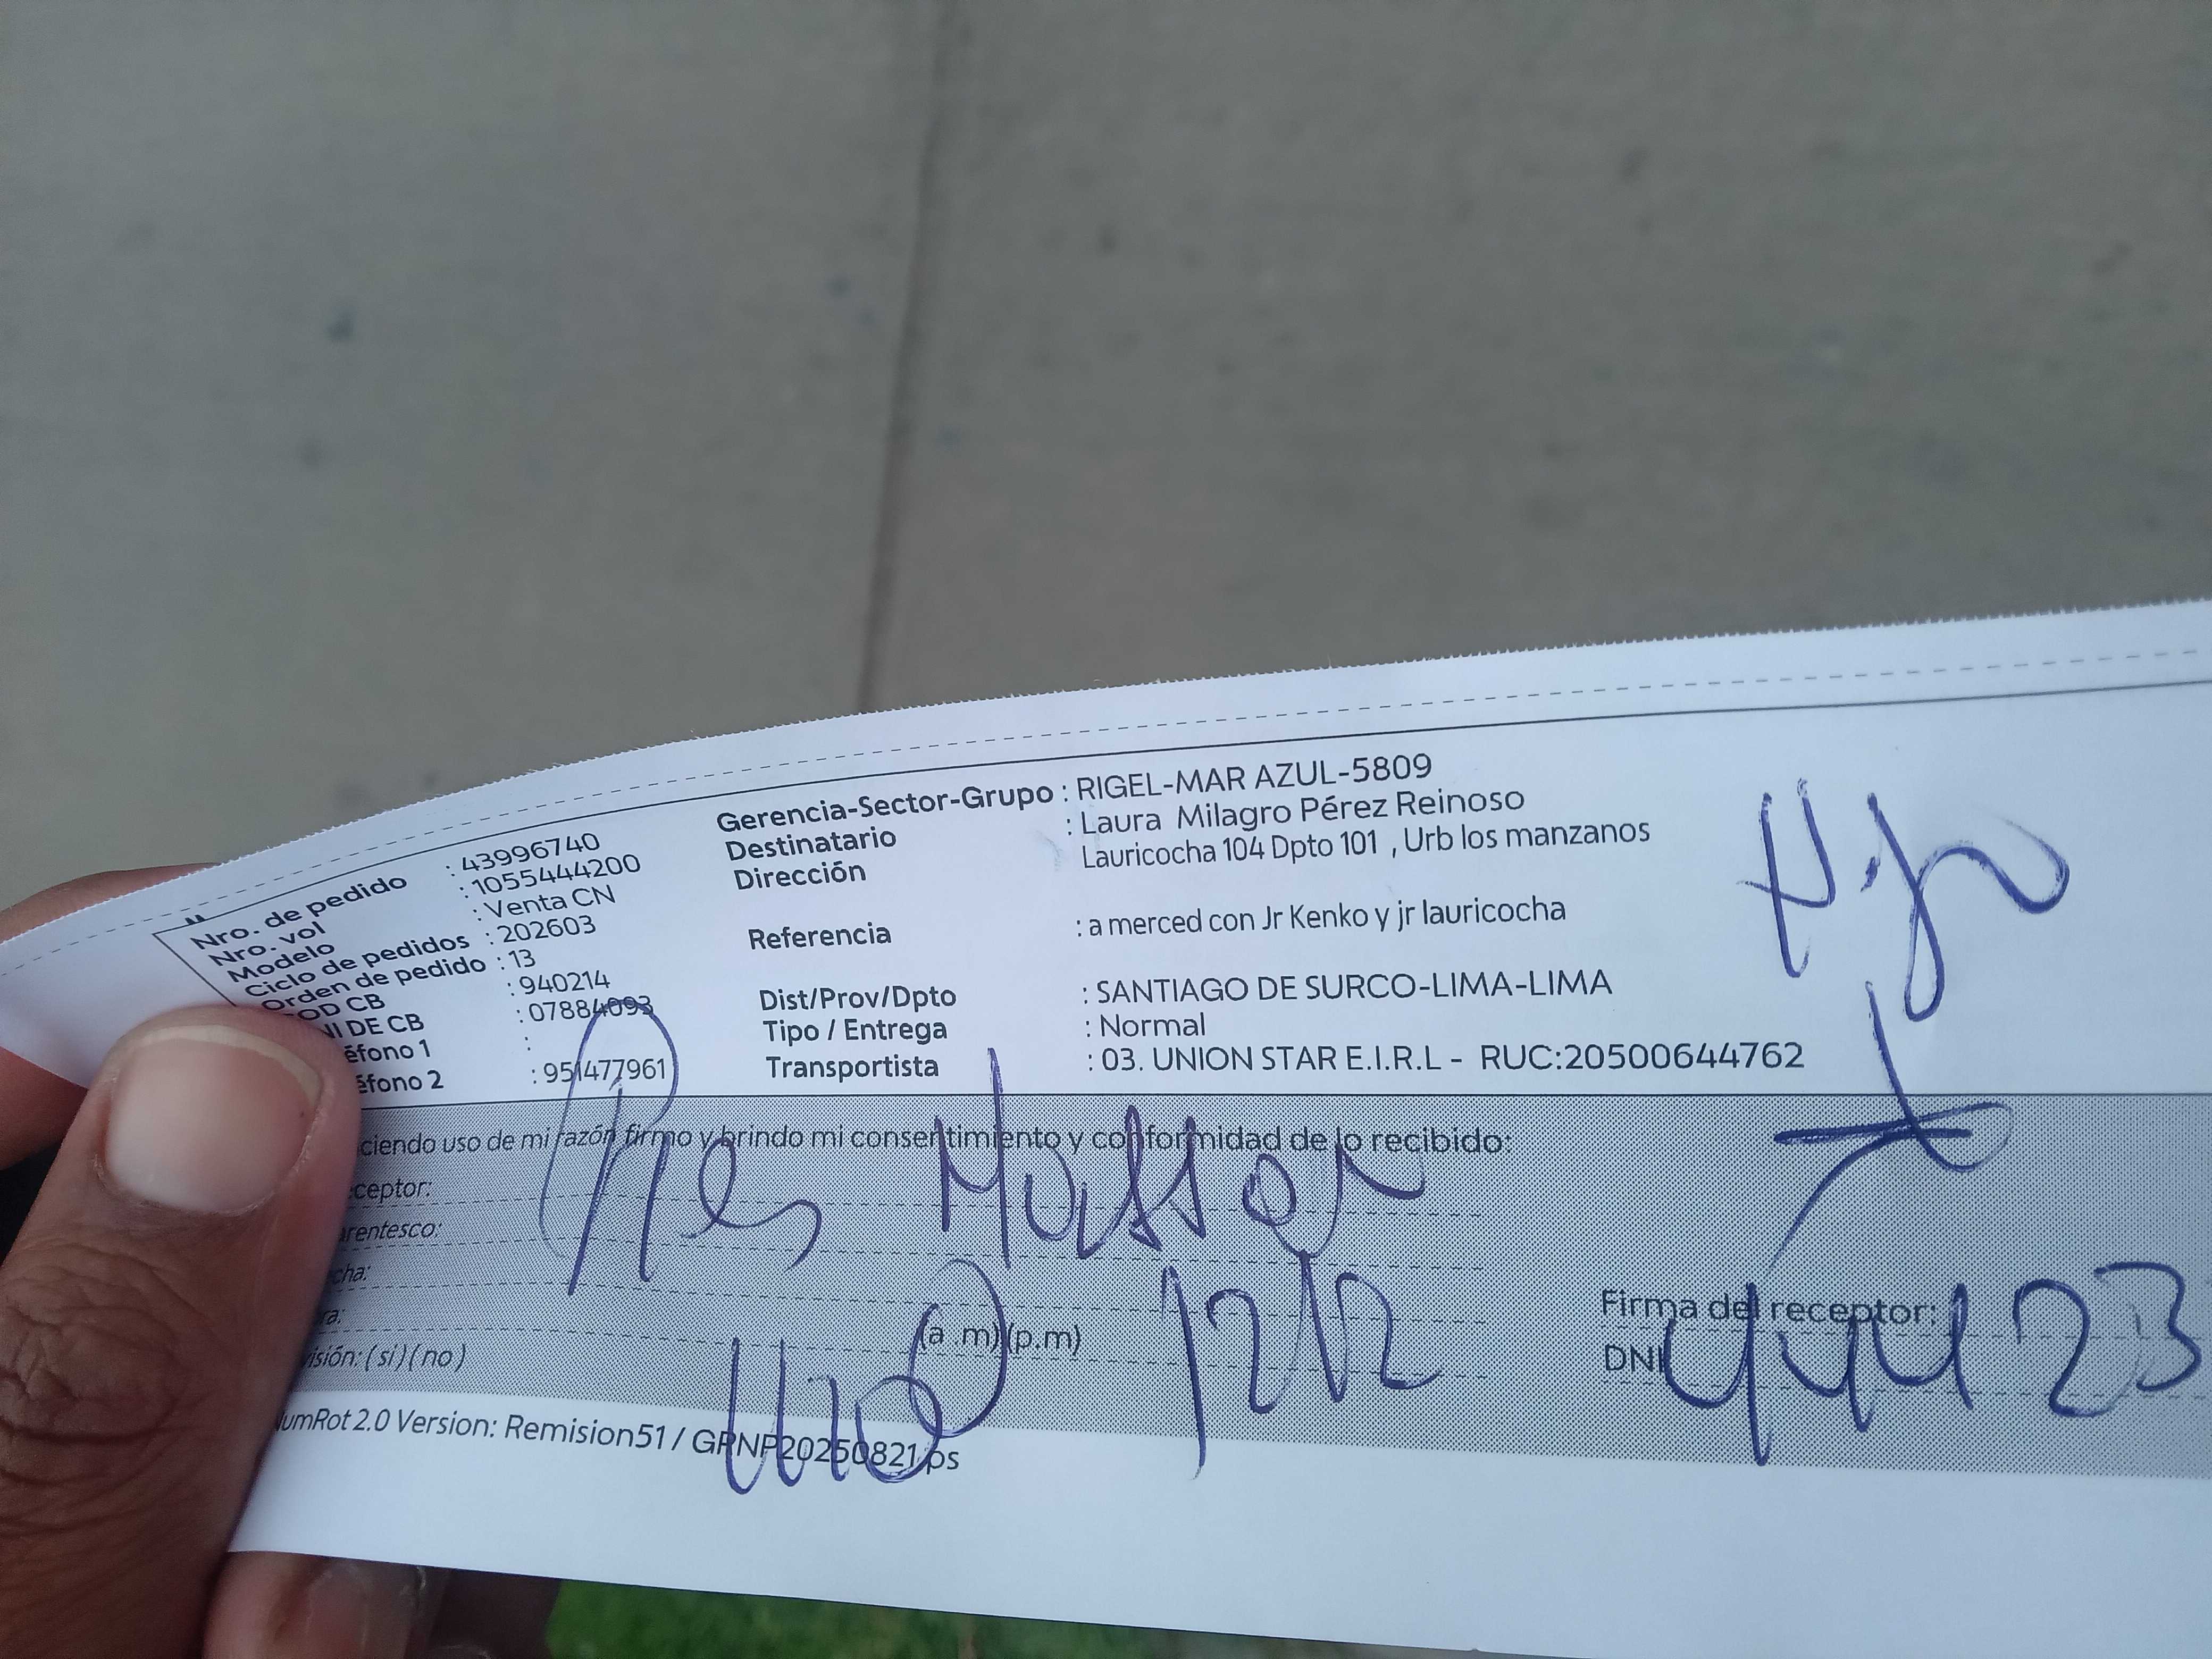 Nro. de pedido : 43996740
Nro. vol : 1055444200
Modelo : Venta CN
Ciclo de pedidos : 202603
Orden de pedido : 13
OD CB : 940214
NI DE CB : 07884093
éfono 1 :
éfono 2 : 951477961
Gerencia-Sector-Grupo : RIGEL-MAR AZUL-5809
Destinatario : Laura Milagro Pérez Reinoso
Dirección Lauricocha 104 Dpto 101 , Urb los manzanos
Referencia : a merced con Jr Kenko y jr lauricocha
Dist/Prov/Dpto : SANTIAGO DE SURCO-LIMA-LIMA
Tipo / Entrega : Normal
Transportista : 03. UNION STAR E.I.R.L - RUC:20500644762
ciendo uso de mi razón firmo y brindo mi consentimiento y conformidad de lo recibido:
ceptor:
arentesco:
cha:
ra: (a .m)(p.m)
isión: ( si ) ( no )
Firma del receptor:
DNI
umRot 2.0 Version: Remision51 / GRNP20250821.ps